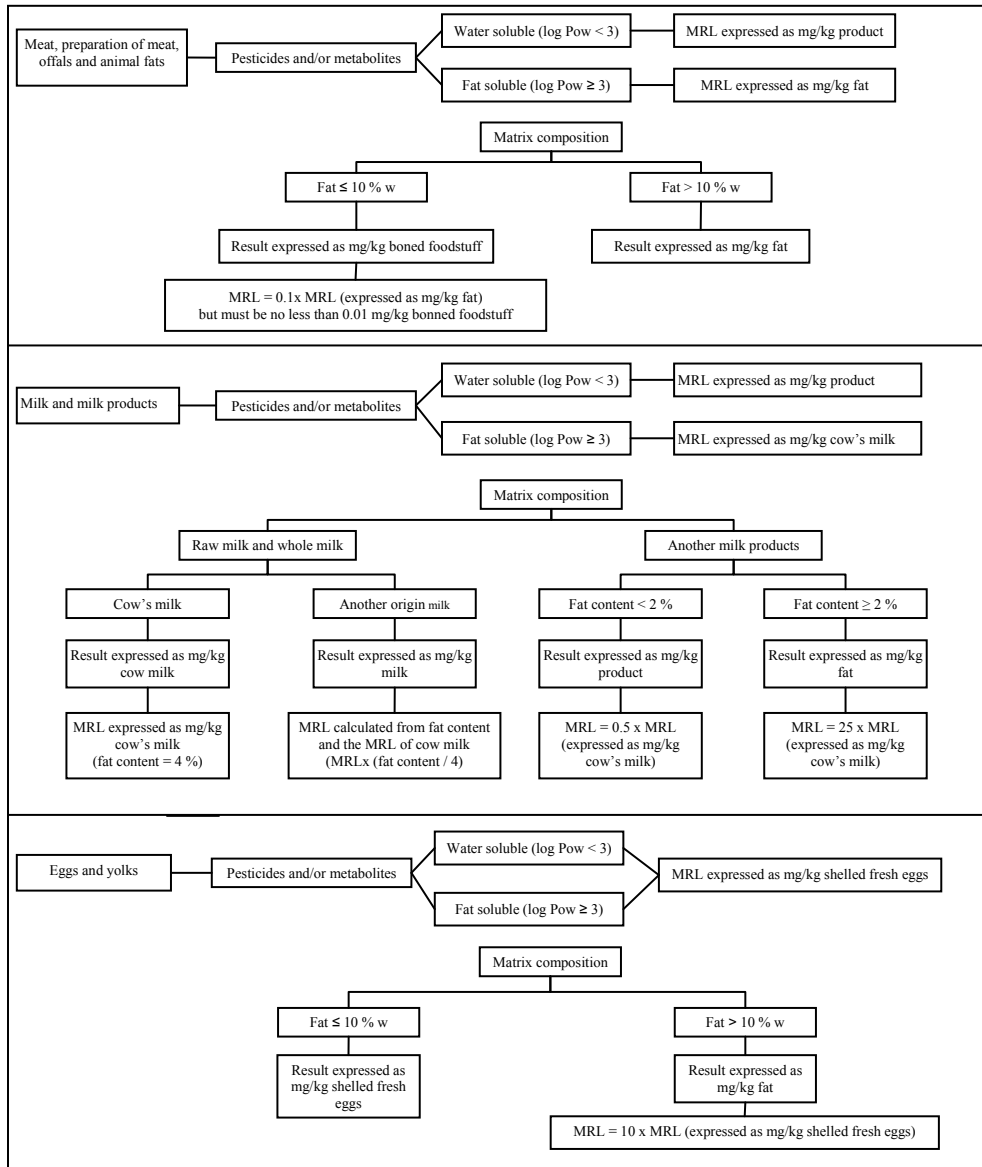 Meat, preparation of meat,
offals and animal fats
Pesticides and/or metabolites
Water soluble (log Pow < 3)
MRL expressed as mg/kg product
Fat soluble (log Pow ≥ 3)
MRL expressed as mg/kg fat
Matrix composition
Fat ≤ 10 % w
Fat > 10 % w
Result expressed as mg/kg boned foodstuff
Result expressed as mg/kg fat
MRL = 0.1x MRL (expressed as mg/kg fat)
but must be no less than 0.01 mg/kg bonned foodstuff
Milk and milk products
Pesticides and/or metabolites
Water soluble (log Pow < 3)
MRL expressed as mg/kg product
Fat soluble (log Pow ≥ 3)
MRL expressed as mg/kg cow's milk
Matrix composition
Raw milk and whole milk
Another milk products
Cow's milk
Another origin milk
Fat content < 2 %
Fat content ≥ 2 %
Result expressed as mg/kg
cow milk
Result expressed as mg/kg
milk
Result expressed as mg/kg
product
Result expressed as mg/kg
fat
MRL expressed as mg/kg
cow's milk
(fat content = 4 %)
MRL calculated from fat content
and the MRL of cow milk
(MRLx (fat content / 4)
MRL = 0.5 x MRL
(expressed as mg/kg
cow's milk)
MRL = 25 x MRL
(expressed as mg/kg
cow's milk)
Eggs and yolks
Pesticides and/or metabolites
Water soluble (log Pow < 3)
Fat soluble (log Pow ≥ 3)
MRL expressed as mg/kg shelled fresh eggs
Matrix composition
Fat ≤ 10 % w
Fat > 10 % w
Result expressed as
mg/kg shelled fresh
eggs
Result expressed as
mg/kg fat
MRL = 10 x MRL (expressed as mg/kg shelled fresh eggs)